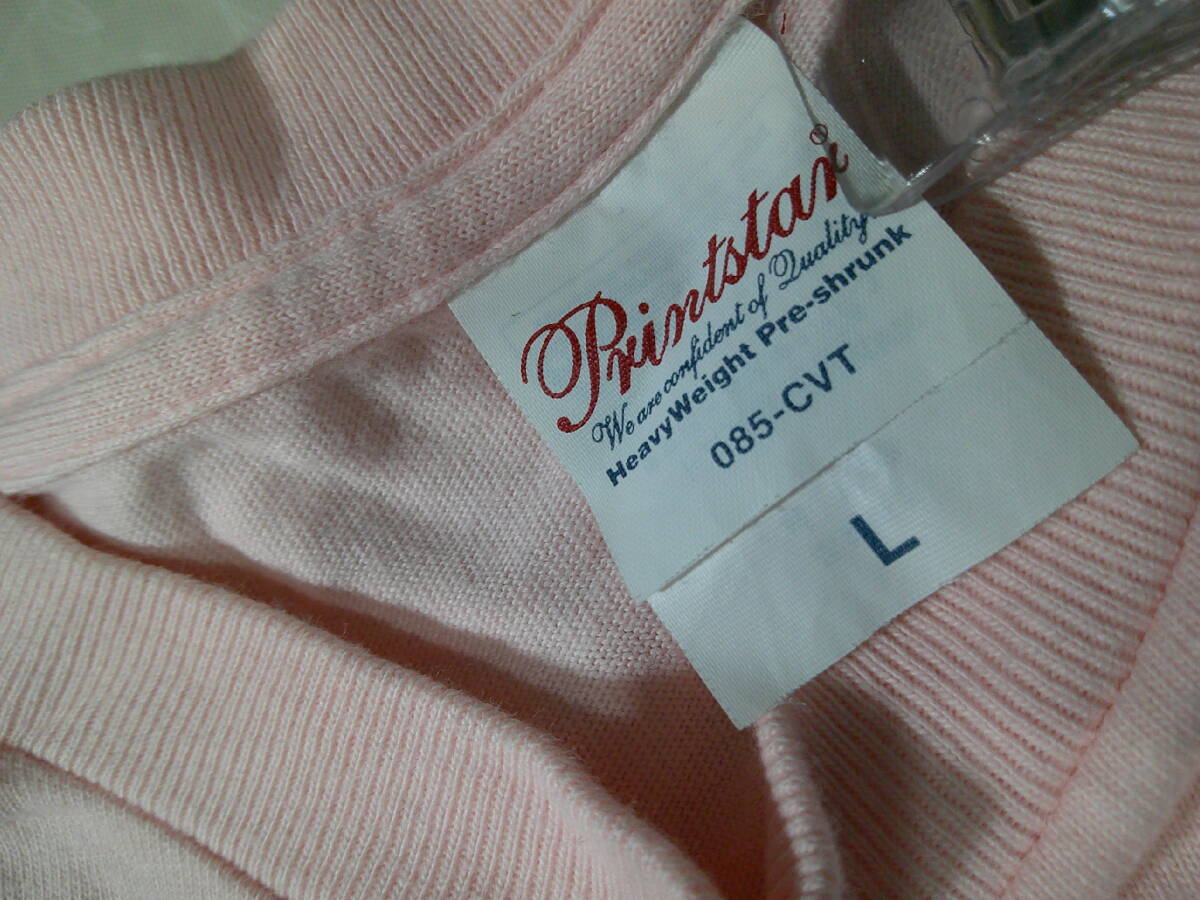 Printstar®
We are confident of Quality
HeavyWeight Pre-shrunk
085-CVT
L